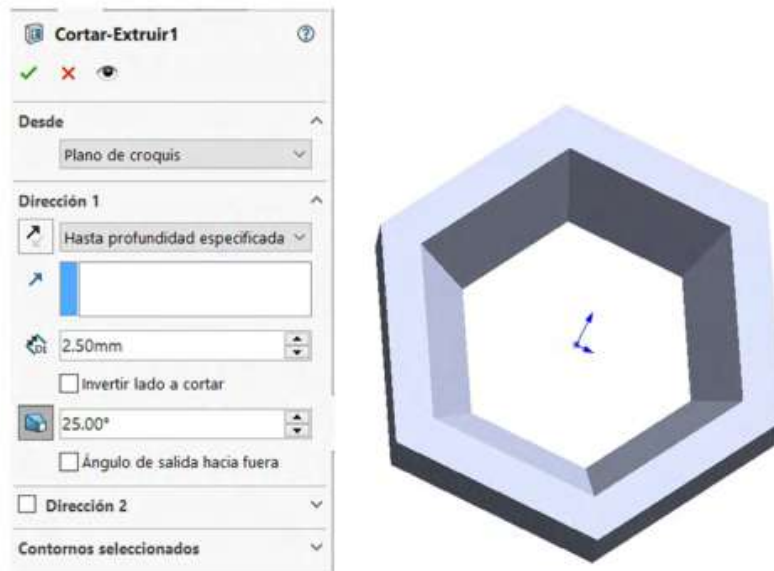 Cortar-Extruir1
Desde
Plano de croquis
Dirección 1
Hasta profundidad especificada
2.50mm
Invertir lado a cortar
25.00°
Ángulo de salida hacia fuera
Dirección 2
Contornos seleccionados